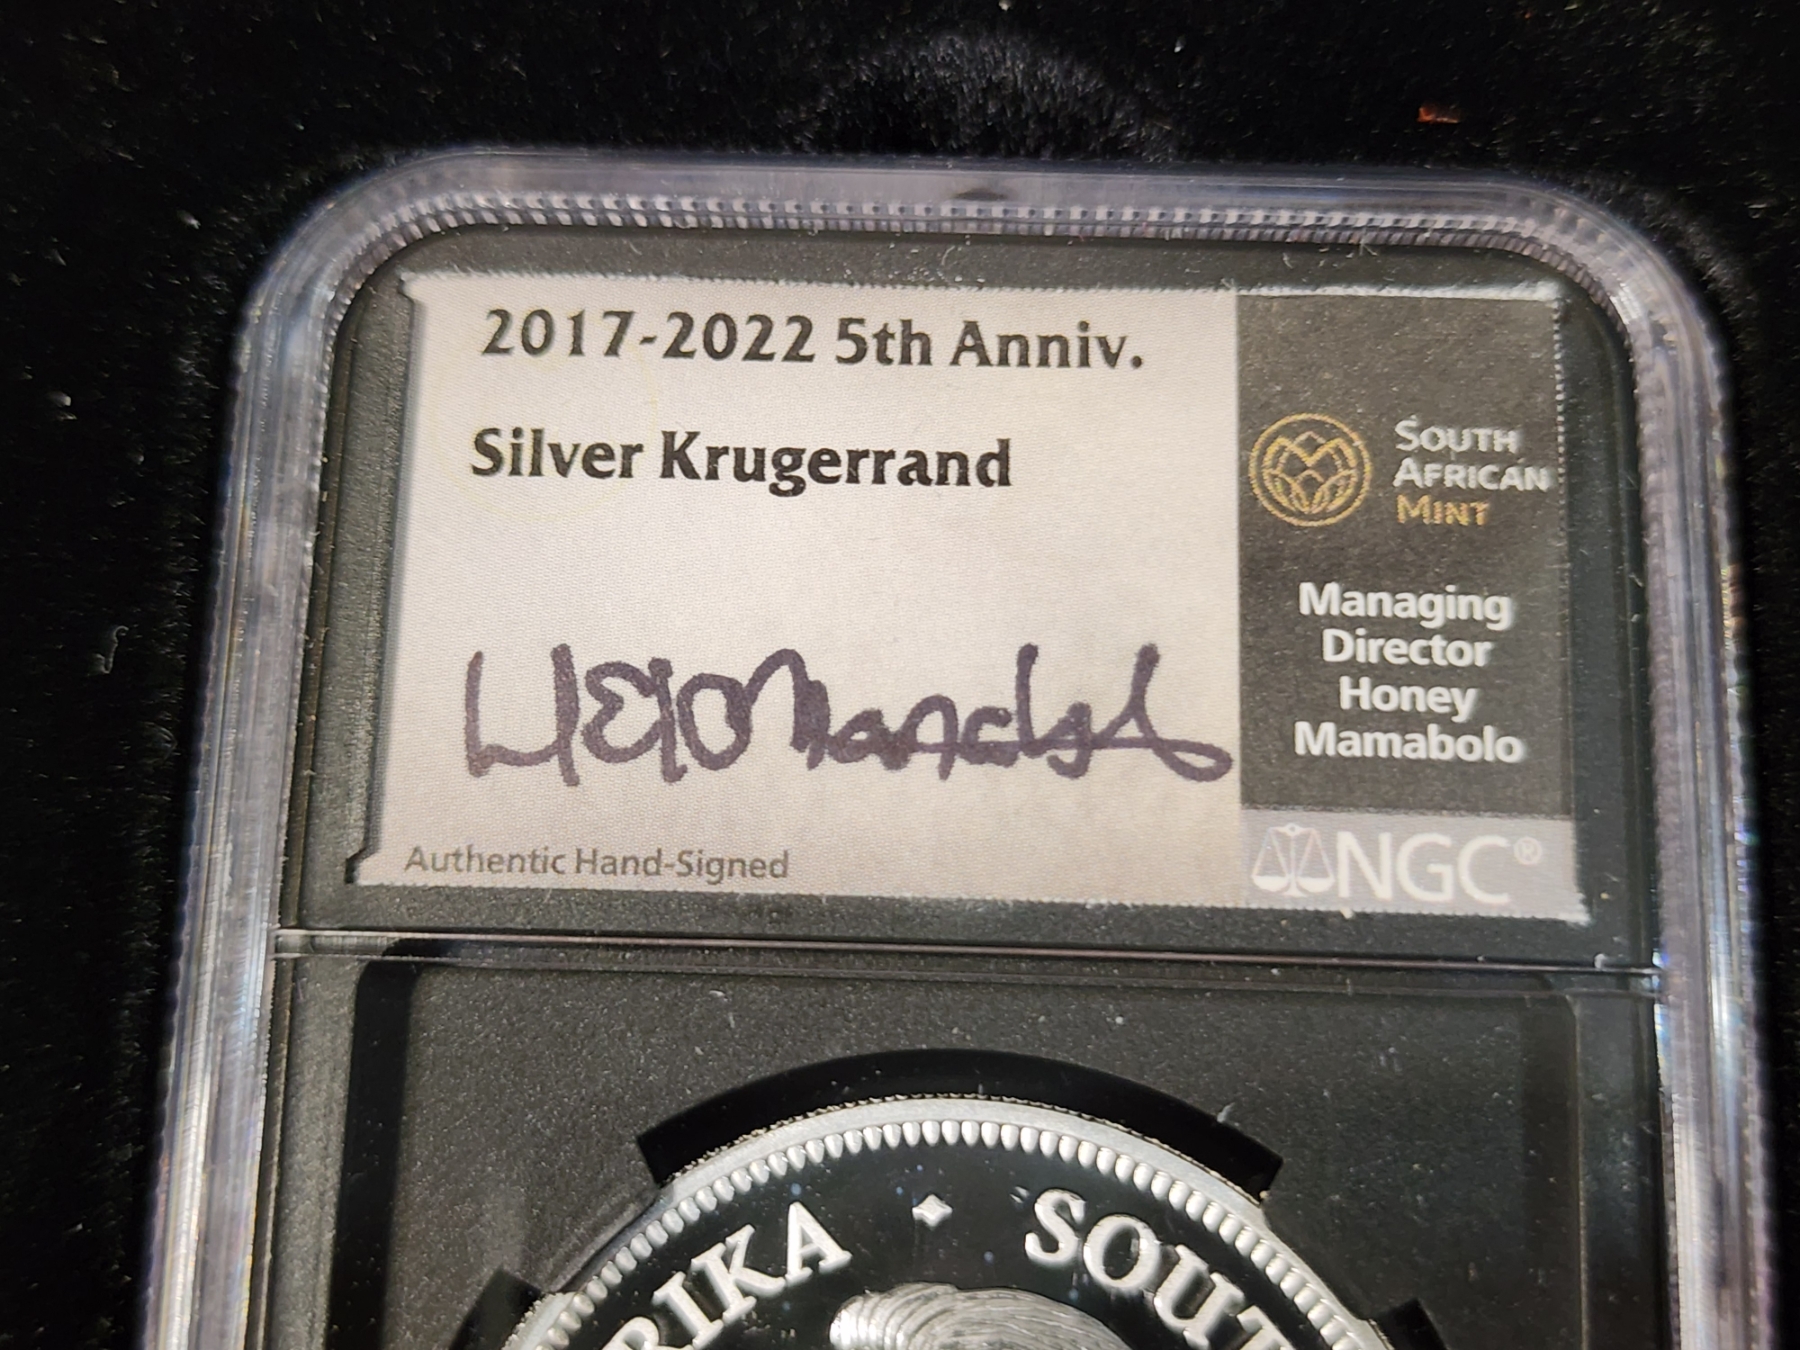 2017-2022 5th Anniv.
Silver Krugerrand
Authentic Hand-Signed
SOUTH
AFRICAN
MINT
Managing
Director
Honey
Mamabolo
NGC®
RIKA · SOUT